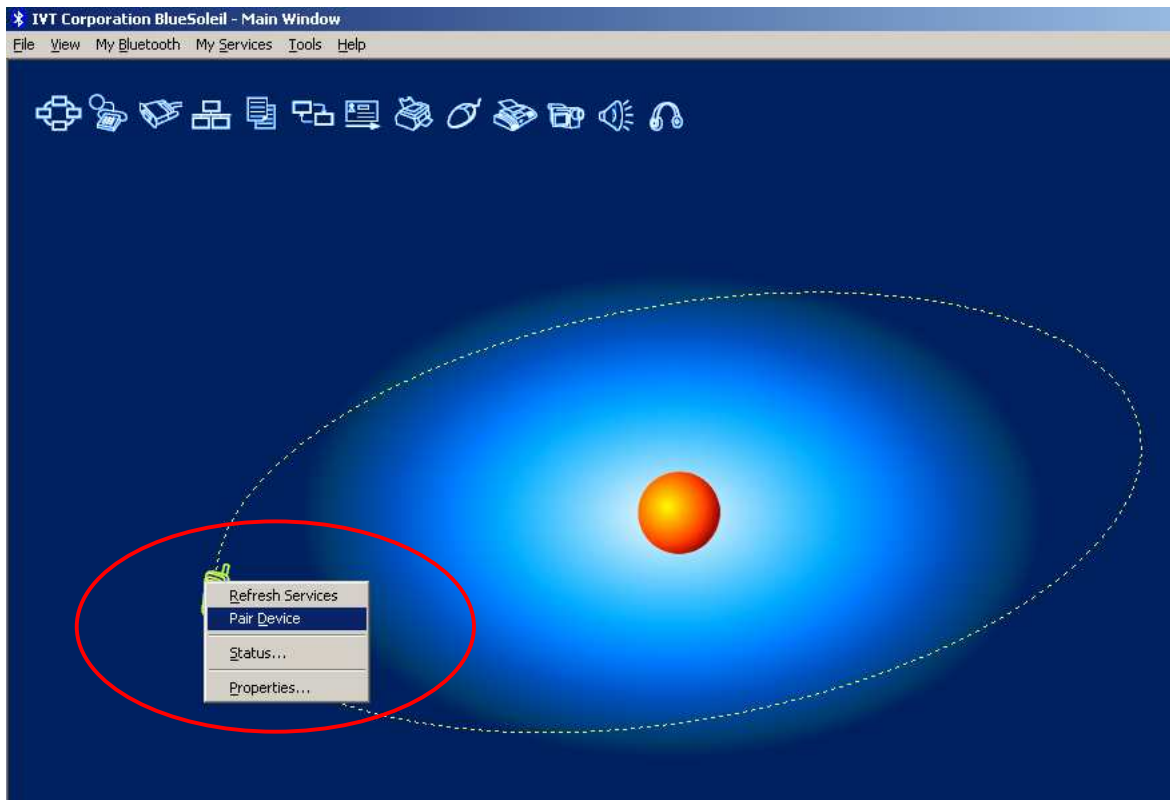 IVT Corporation BlueSoleil - Main Window
File View My Bluetooth My Services Tools Help
Refresh Services
Pair Device
Status...
Properties...